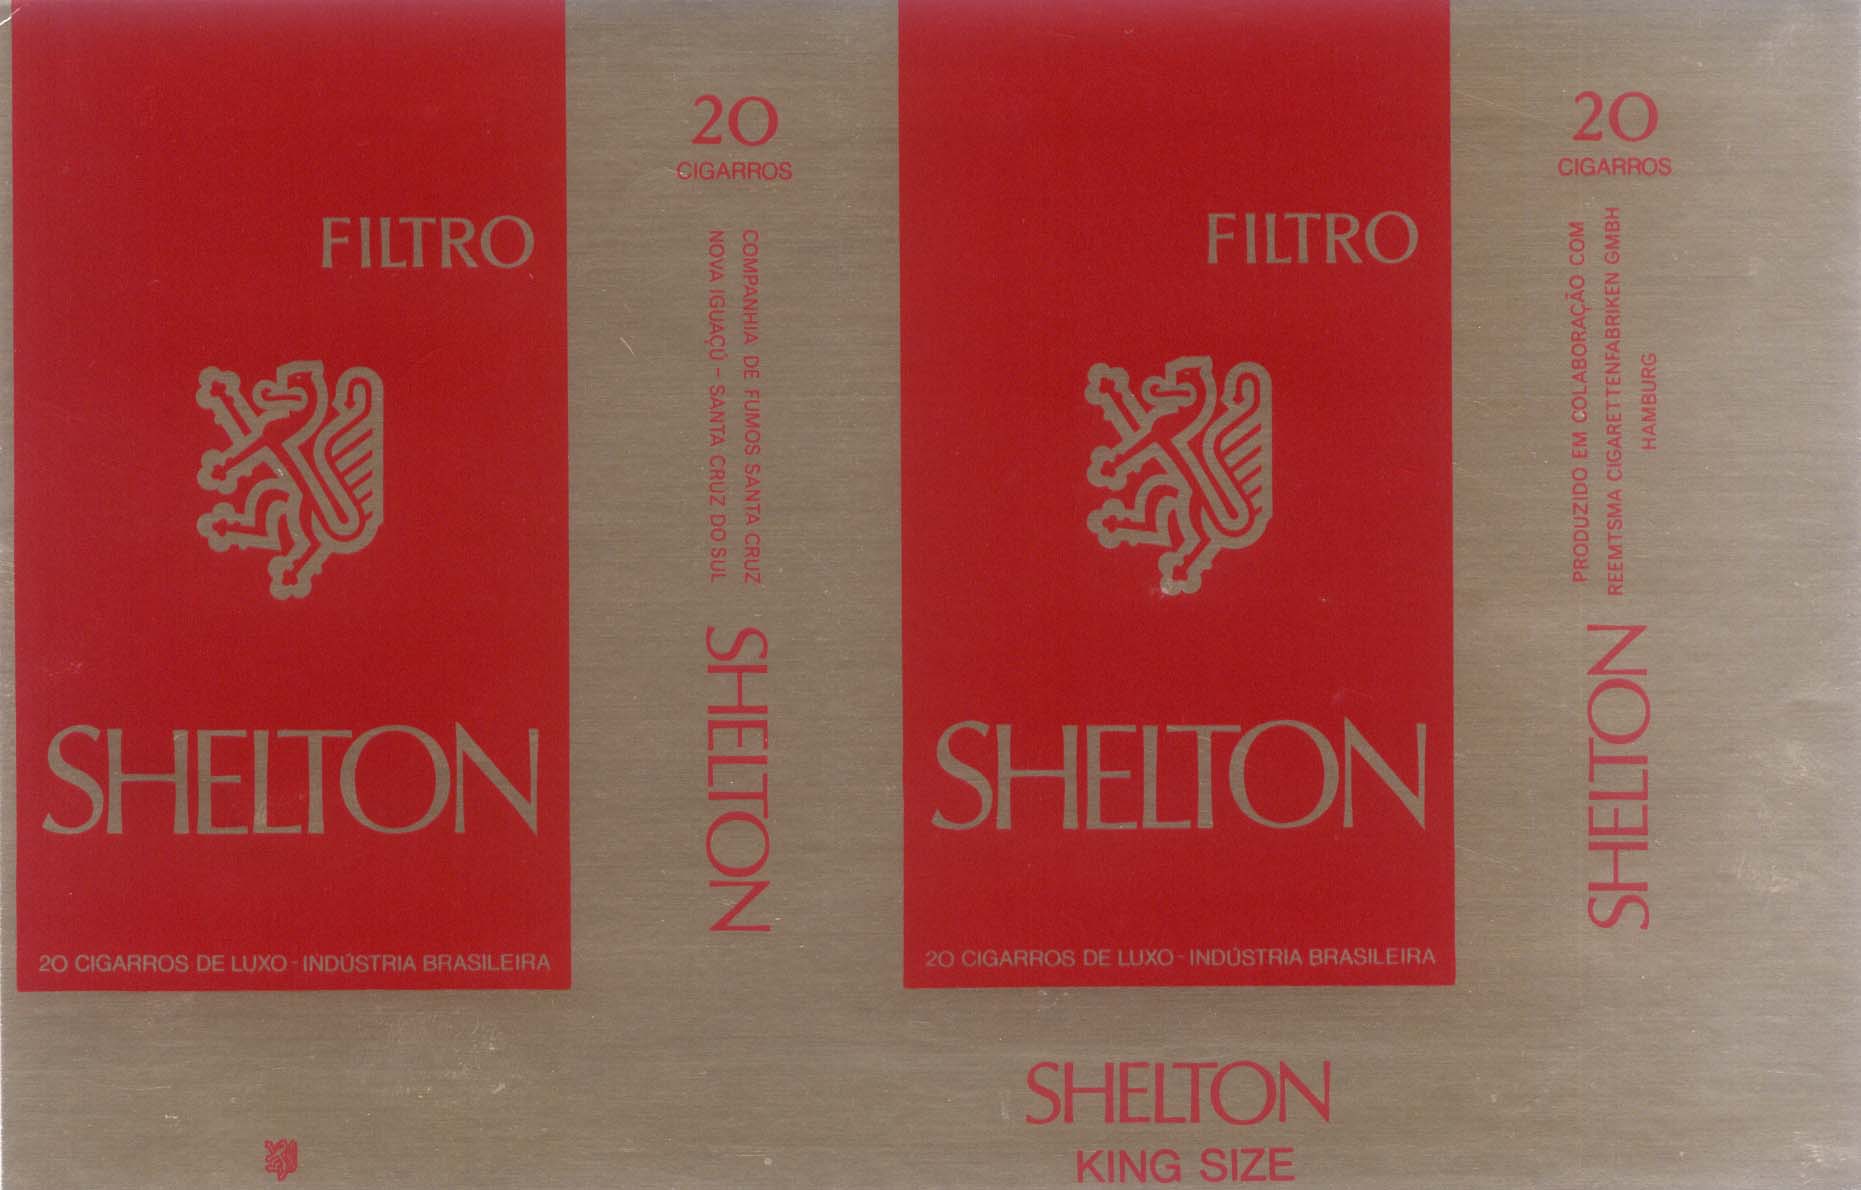 FILTRO
SHELTON
20 CIGARROS DE LUXO - INDÚSTRIA BRASILEIRA
20
CIGARROS
COMPANHIA DE FUMOS SANTA CRUZ
NOVA IGUAÇÚ - SANTA CRUZ DO SUL
SHELTON
FILTRO
SHELTON
20 CIGARROS DE LUXO - INDÚSTRIA BRASILEIRA
SHELTON
KING SIZE
20
CIGARROS
PRODUZIDO EM COLABORAÇÃO COM
REEMTSMA CIGARETTENFABRIKEN GMBH
HAMBURG
SHELTON